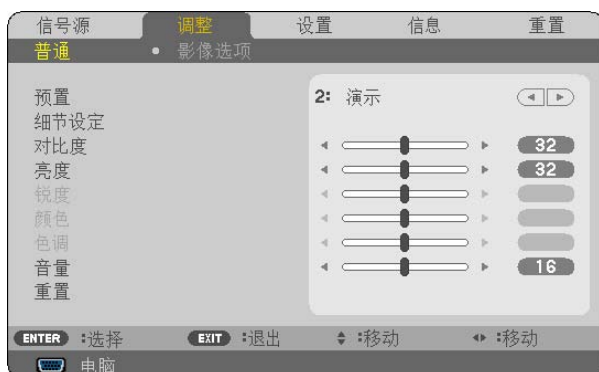 信号源 调整 设置 信息 重置
普通 • 影像选项
预置 2: 演示
细节设定
对比度 32
亮度 32
锐度
颜色
色调
音量 16
重置
ENTER :选择 EXIT :退出 :移动 :移动
电脑